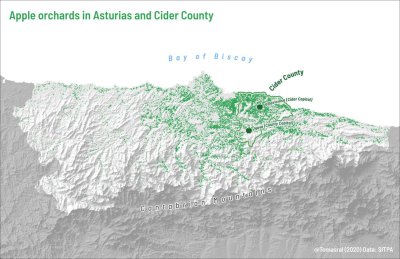 Apple orchards in Asturias and Cider County
Bay of Biscay
Cider County
(Cider Capital)
Cantabrian Mountains
@Tomasral (2020) Data: SITPA